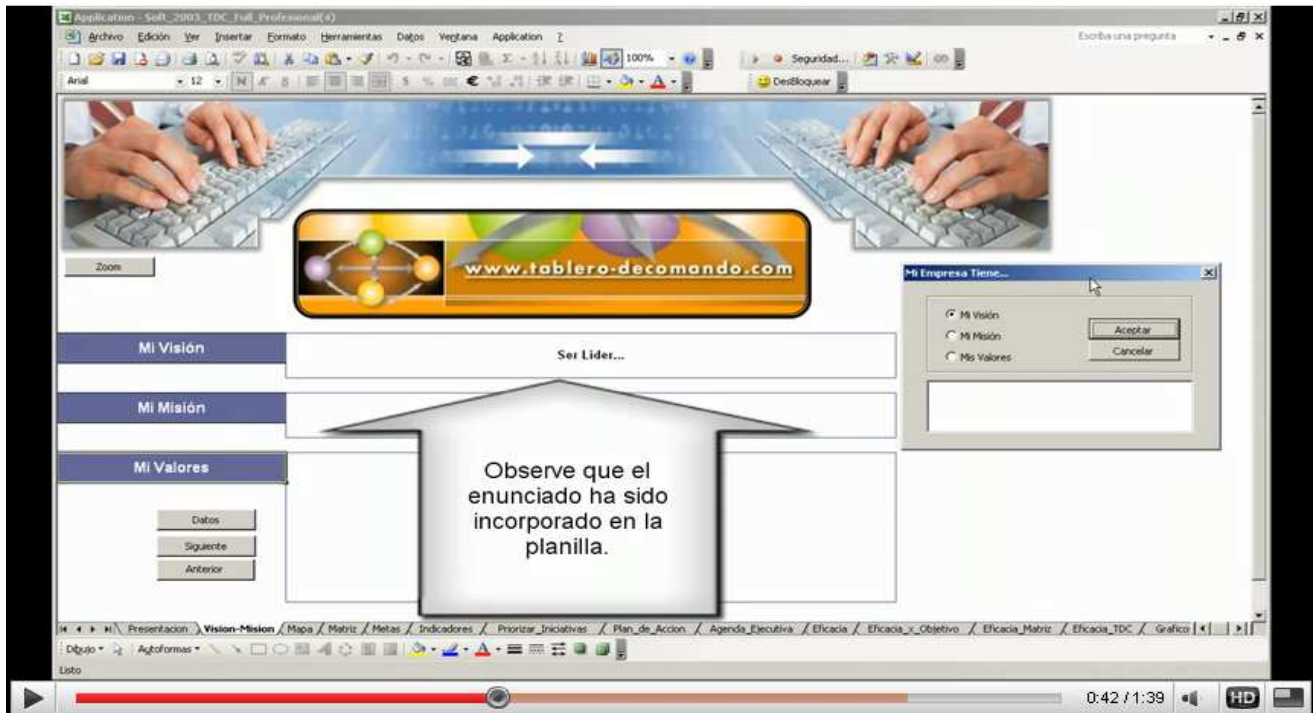 Application - Soft_2003_TDC_Full_Profesional(4)
Archivo Edición Ver Insertar Formato Herramientas Datos Ventana Application ?
Escriba una pregunta
100%
Seguridad...
Arial 12 N K S
DesBloquear
Zoom
www.tablero-decomando.com
Mi Empresa Tiene...
Mi Visión
Mi Misión
Mis Valores
Aceptar
Cancelar
Mi Visión
Ser Lider...
Mi Misión
Mi Valores
Observe que el
enunciado ha sido
incorporado en la
planilla.
Datos
Siguiente
Anterior
Presentacion Vision-Mision Mapa Matriz Metas Indicadores Priorizar_Iniciativas Plan_de_Accion Agenda_Ejecutiva Eficacia Eficacia_x_Objetivo Eficacia_Matriz Eficacia_TDC Grafico
Dibujo Autoformas
Listo
0:42 / 1:39 HD